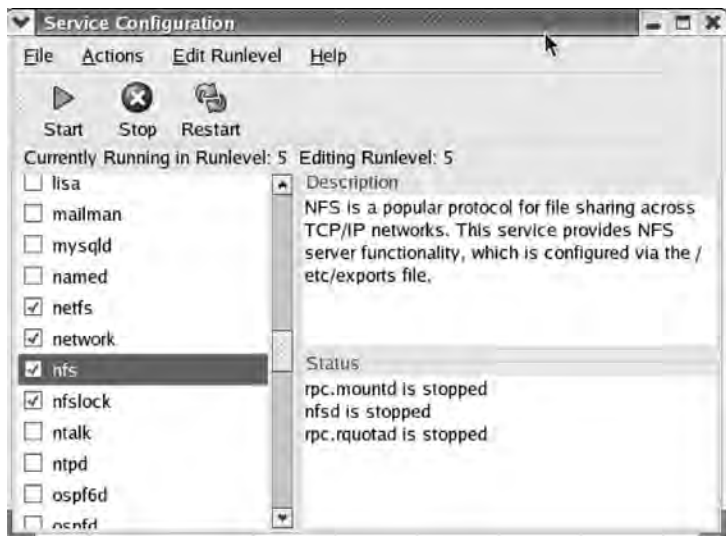 Service Configuration
File Actions Edit Runlevel Help
Start Stop Restart
Currently Running in Runlevel: 5 Editing Runlevel: 5
lisa
mailman
mysqld
named
netfs
network
nfs
nfslock
ntalk
ntpd
ospf6d
ospfd
Description
NFS is a popular protocol for file sharing across
TCP/IP networks. This service provides NFS
server functionality, which is configured via the /
etc/exports file.
Status
rpc.mountd is stopped
nfsd is stopped
rpc.rquotad is stopped